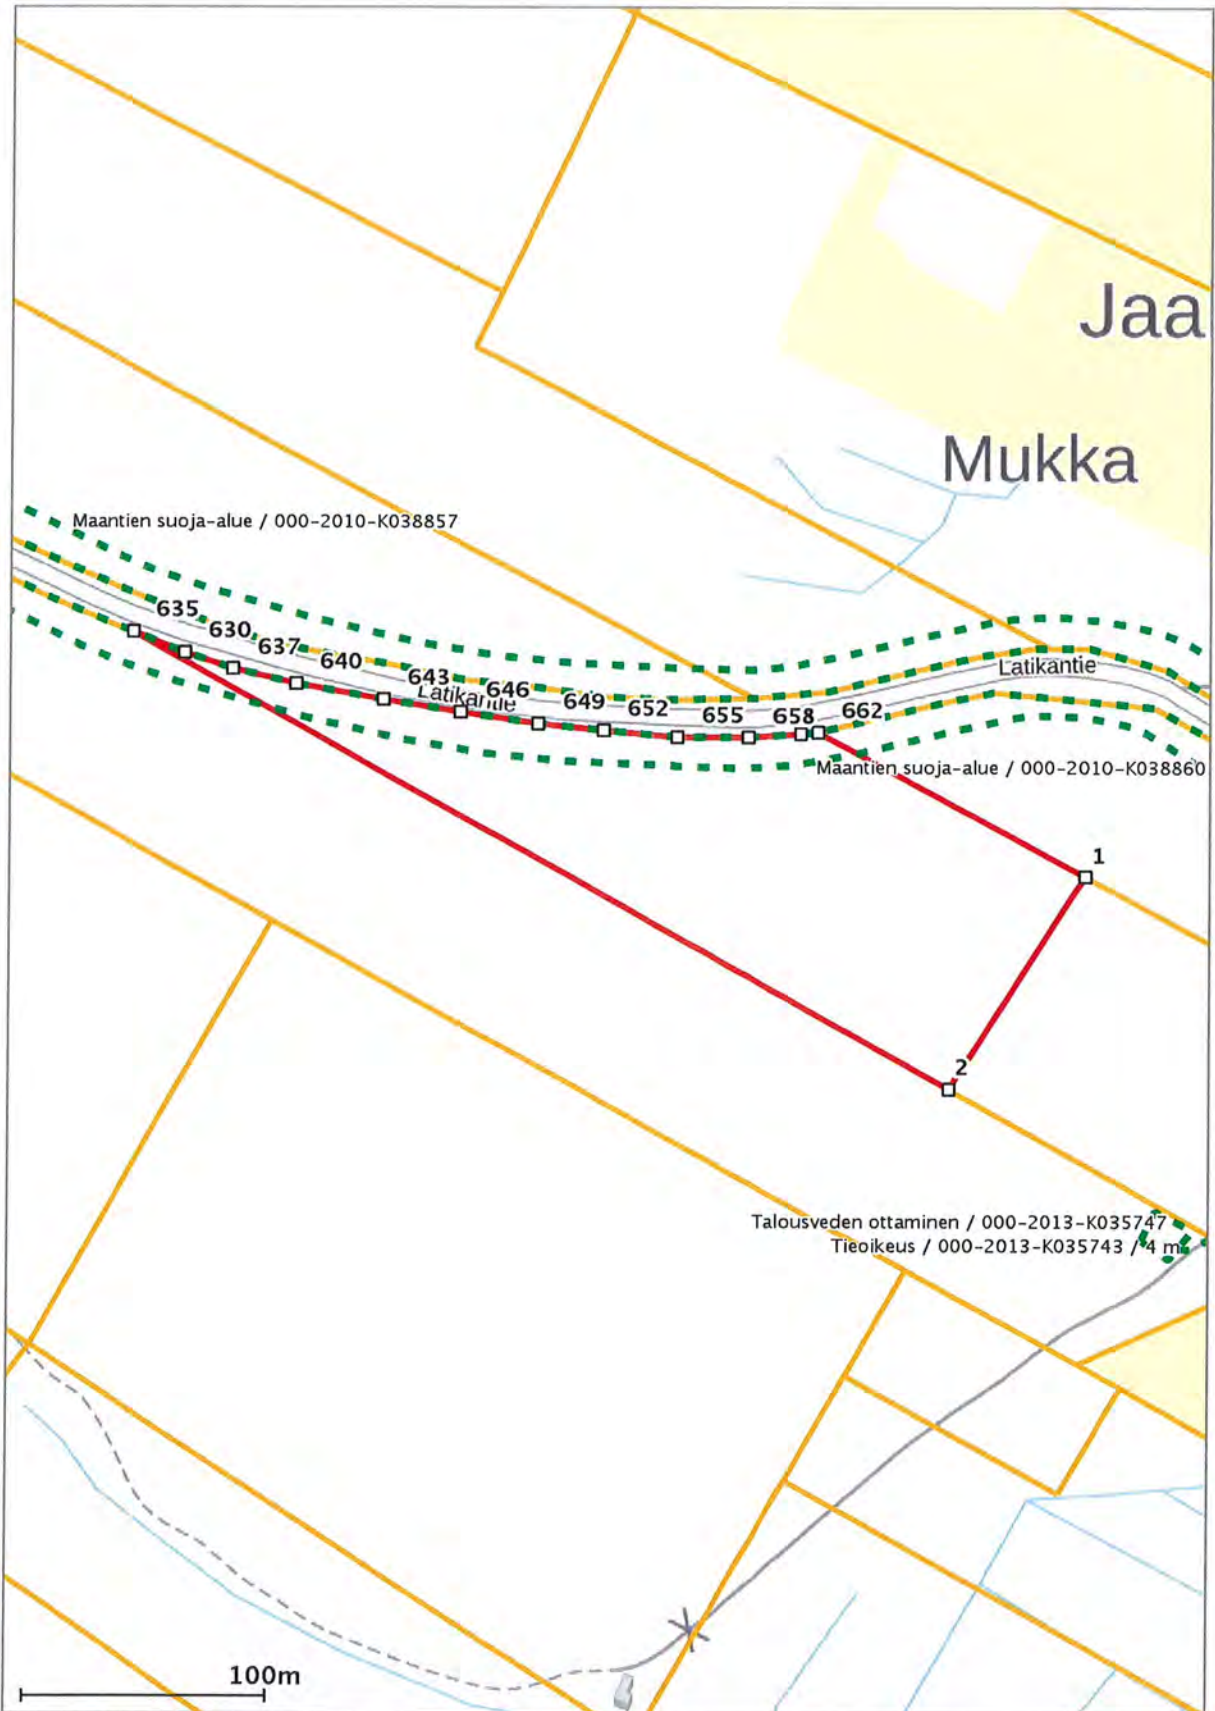 Jaa
Mukka
Maantien suoja-alue / 000-2010-K038857
635
630
637
640
643
646
649
652
655
658
662
Latikantie
Latikantie
Maantien suoja-alue / 000-2010-K038860
1
2
Talousveden ottaminen / 000-2013-K035747
Tieoikeus / 000-2013-K035743 / 4 m
100m